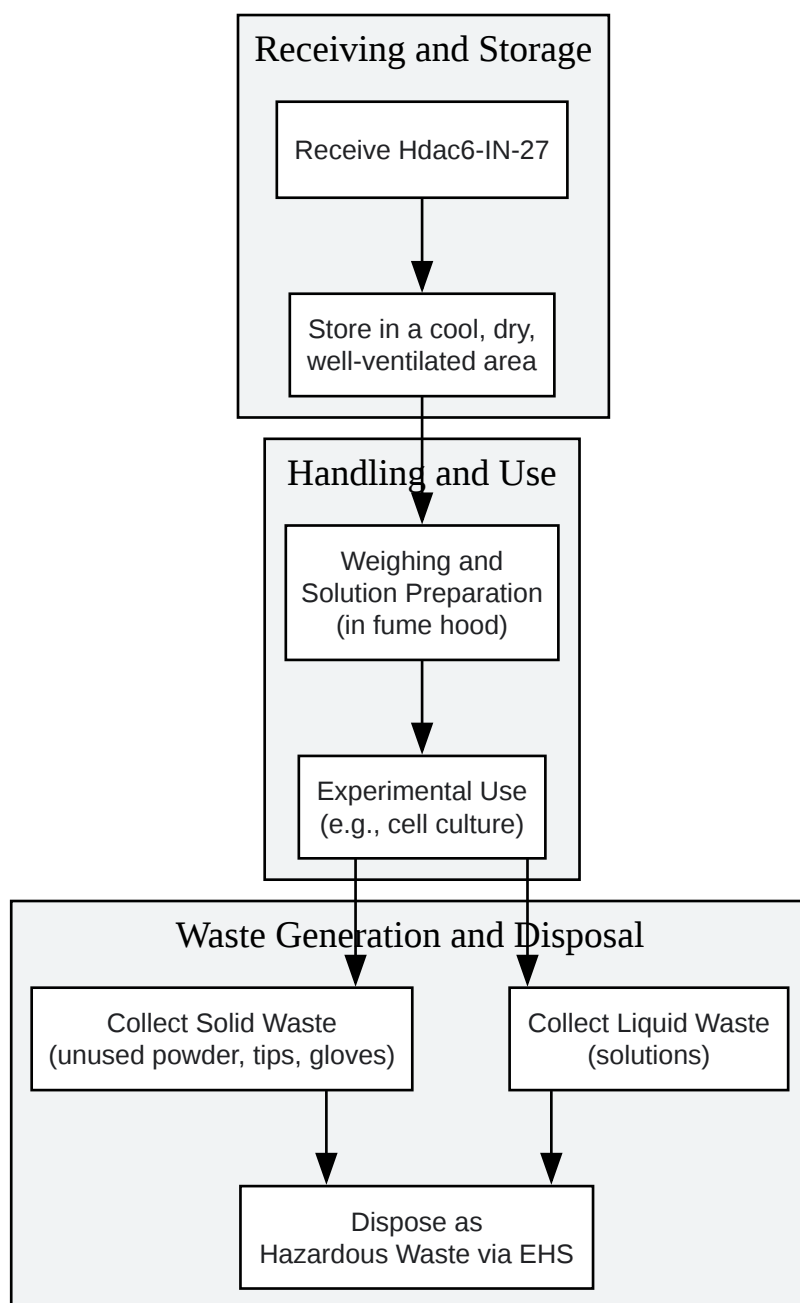 Receiving and Storage
Receive Hdac6-IN-27
Store in a cool, dry,
well-ventilated area
Handling and Use
Weighing and
Solution Preparation
(in fume hood)
Experimental Use
(e.g., cell culture)
Waste Generation and Disposal
Collect Solid Waste
(unused powder, tips, gloves)
Collect Liquid Waste
(solutions)
Dispose as
Hazardous Waste via EHS